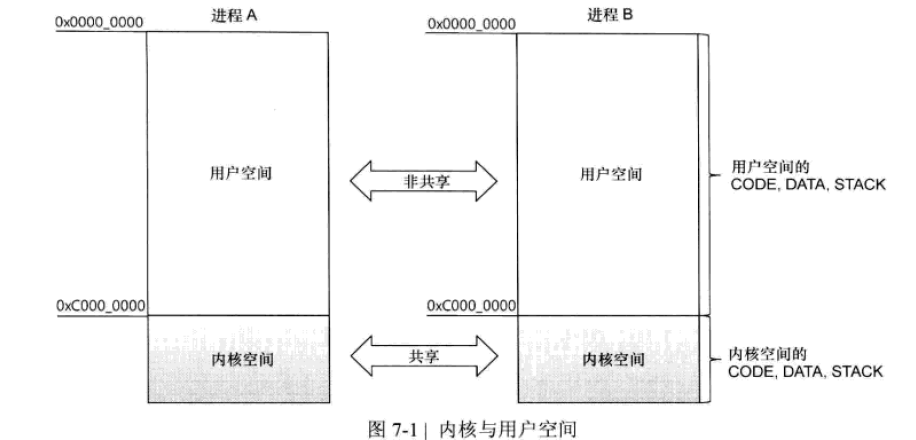 进程 A
进程 B
0x0000_0000
0x0000_0000
用户空间
非共享
用户空间
用户空间的
CODE, DATA, STACK
0xC000_0000
0xC000_0000
内核空间
共享
内核空间
内核空间的
CODE, DATA, STACK
图 7-1 | 内核与用户空间